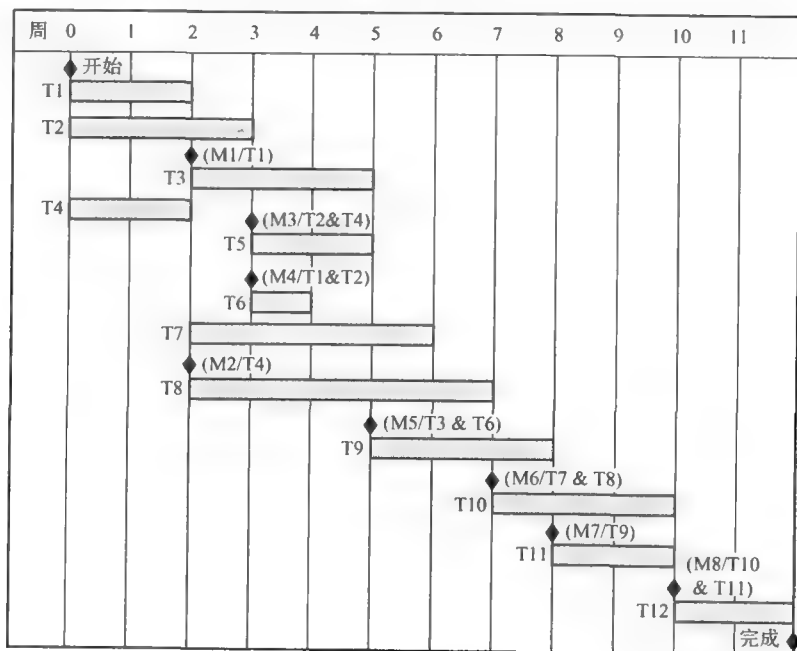 周 0 1 2 3 4 5 6 7 8 9 10 11
开始
T1
T2
(M1/T1)
T3
T4
(M3/T2&T4)
T5
(M4/T1&T2)
T6
T7
(M2/T4)
T8
(M5/T3 & T6)
T9
(M6/T7 & T8)
T10
(M7/T9)
T11
(M8/T10
& T11)
T12
完成